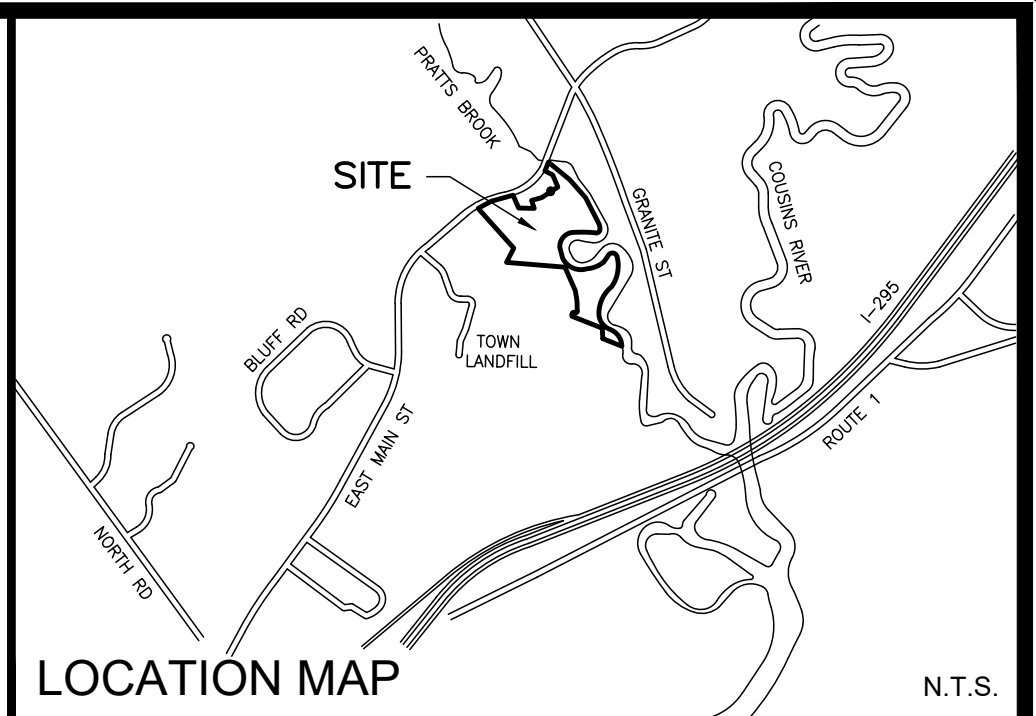 PRATTS BROOK
SITE
GRANITE ST
COUSINS RIVER
I-295
BLUFF RD
TOWN
LANDFILL
ROUTE 1
EAST MAIN ST
NORTH RD
LOCATION MAP
N.T.S.